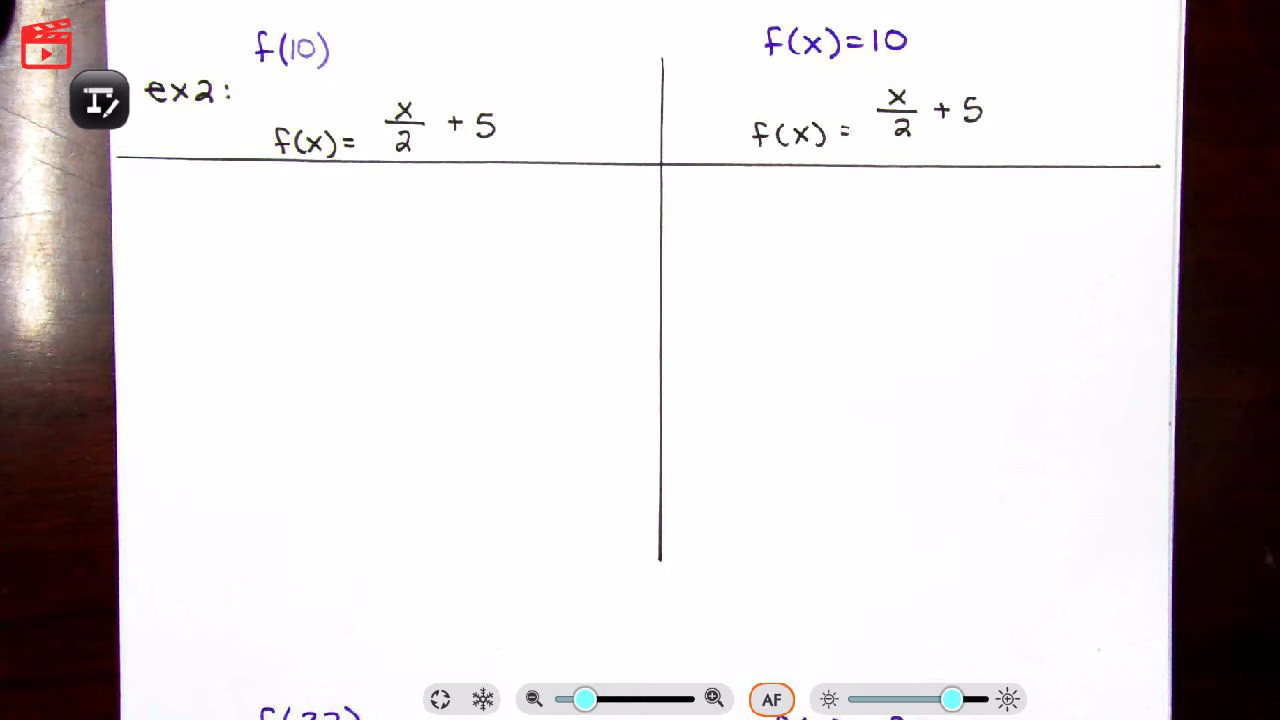 f(10)
f(x)=10
ex2:
f(x)= x/2 + 5
f(x) = x/2 + 5
AF